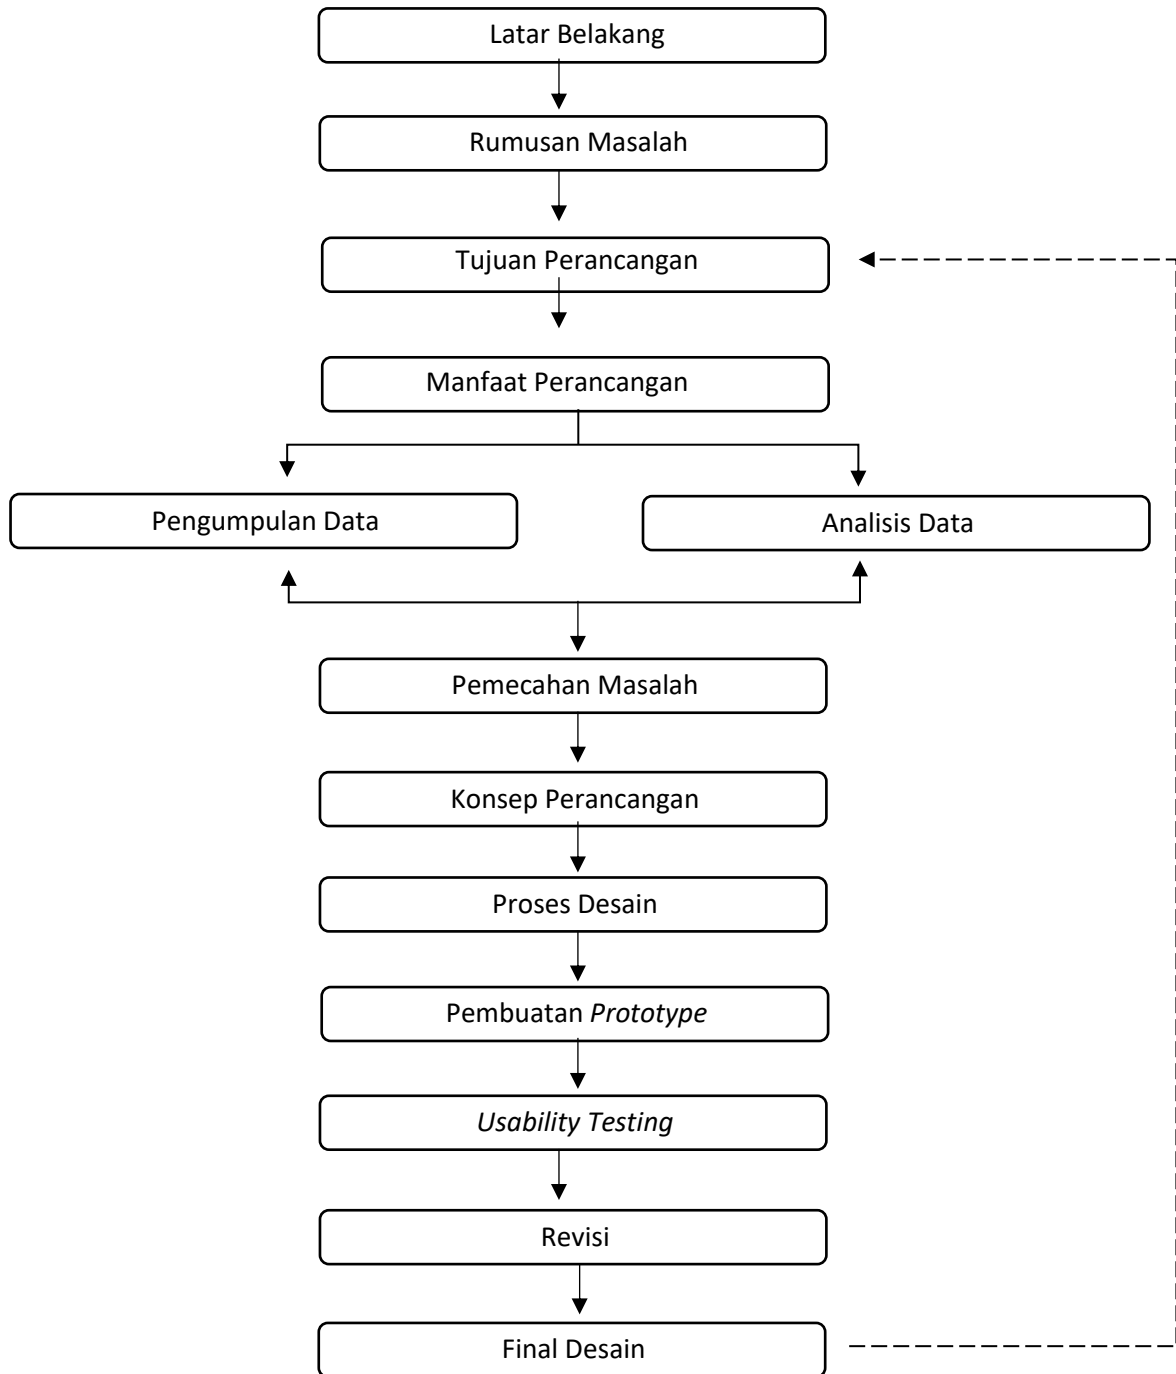 Latar Belakang
Rumusan Masalah
Tujuan Perancangan
Manfaat Perancangan
Pengumpulan Data
Analisis Data
Pemecahan Masalah
Konsep Perancangan
Proses Desain
Pembuatan Prototype
Usability Testing
Revisi
Final Desain